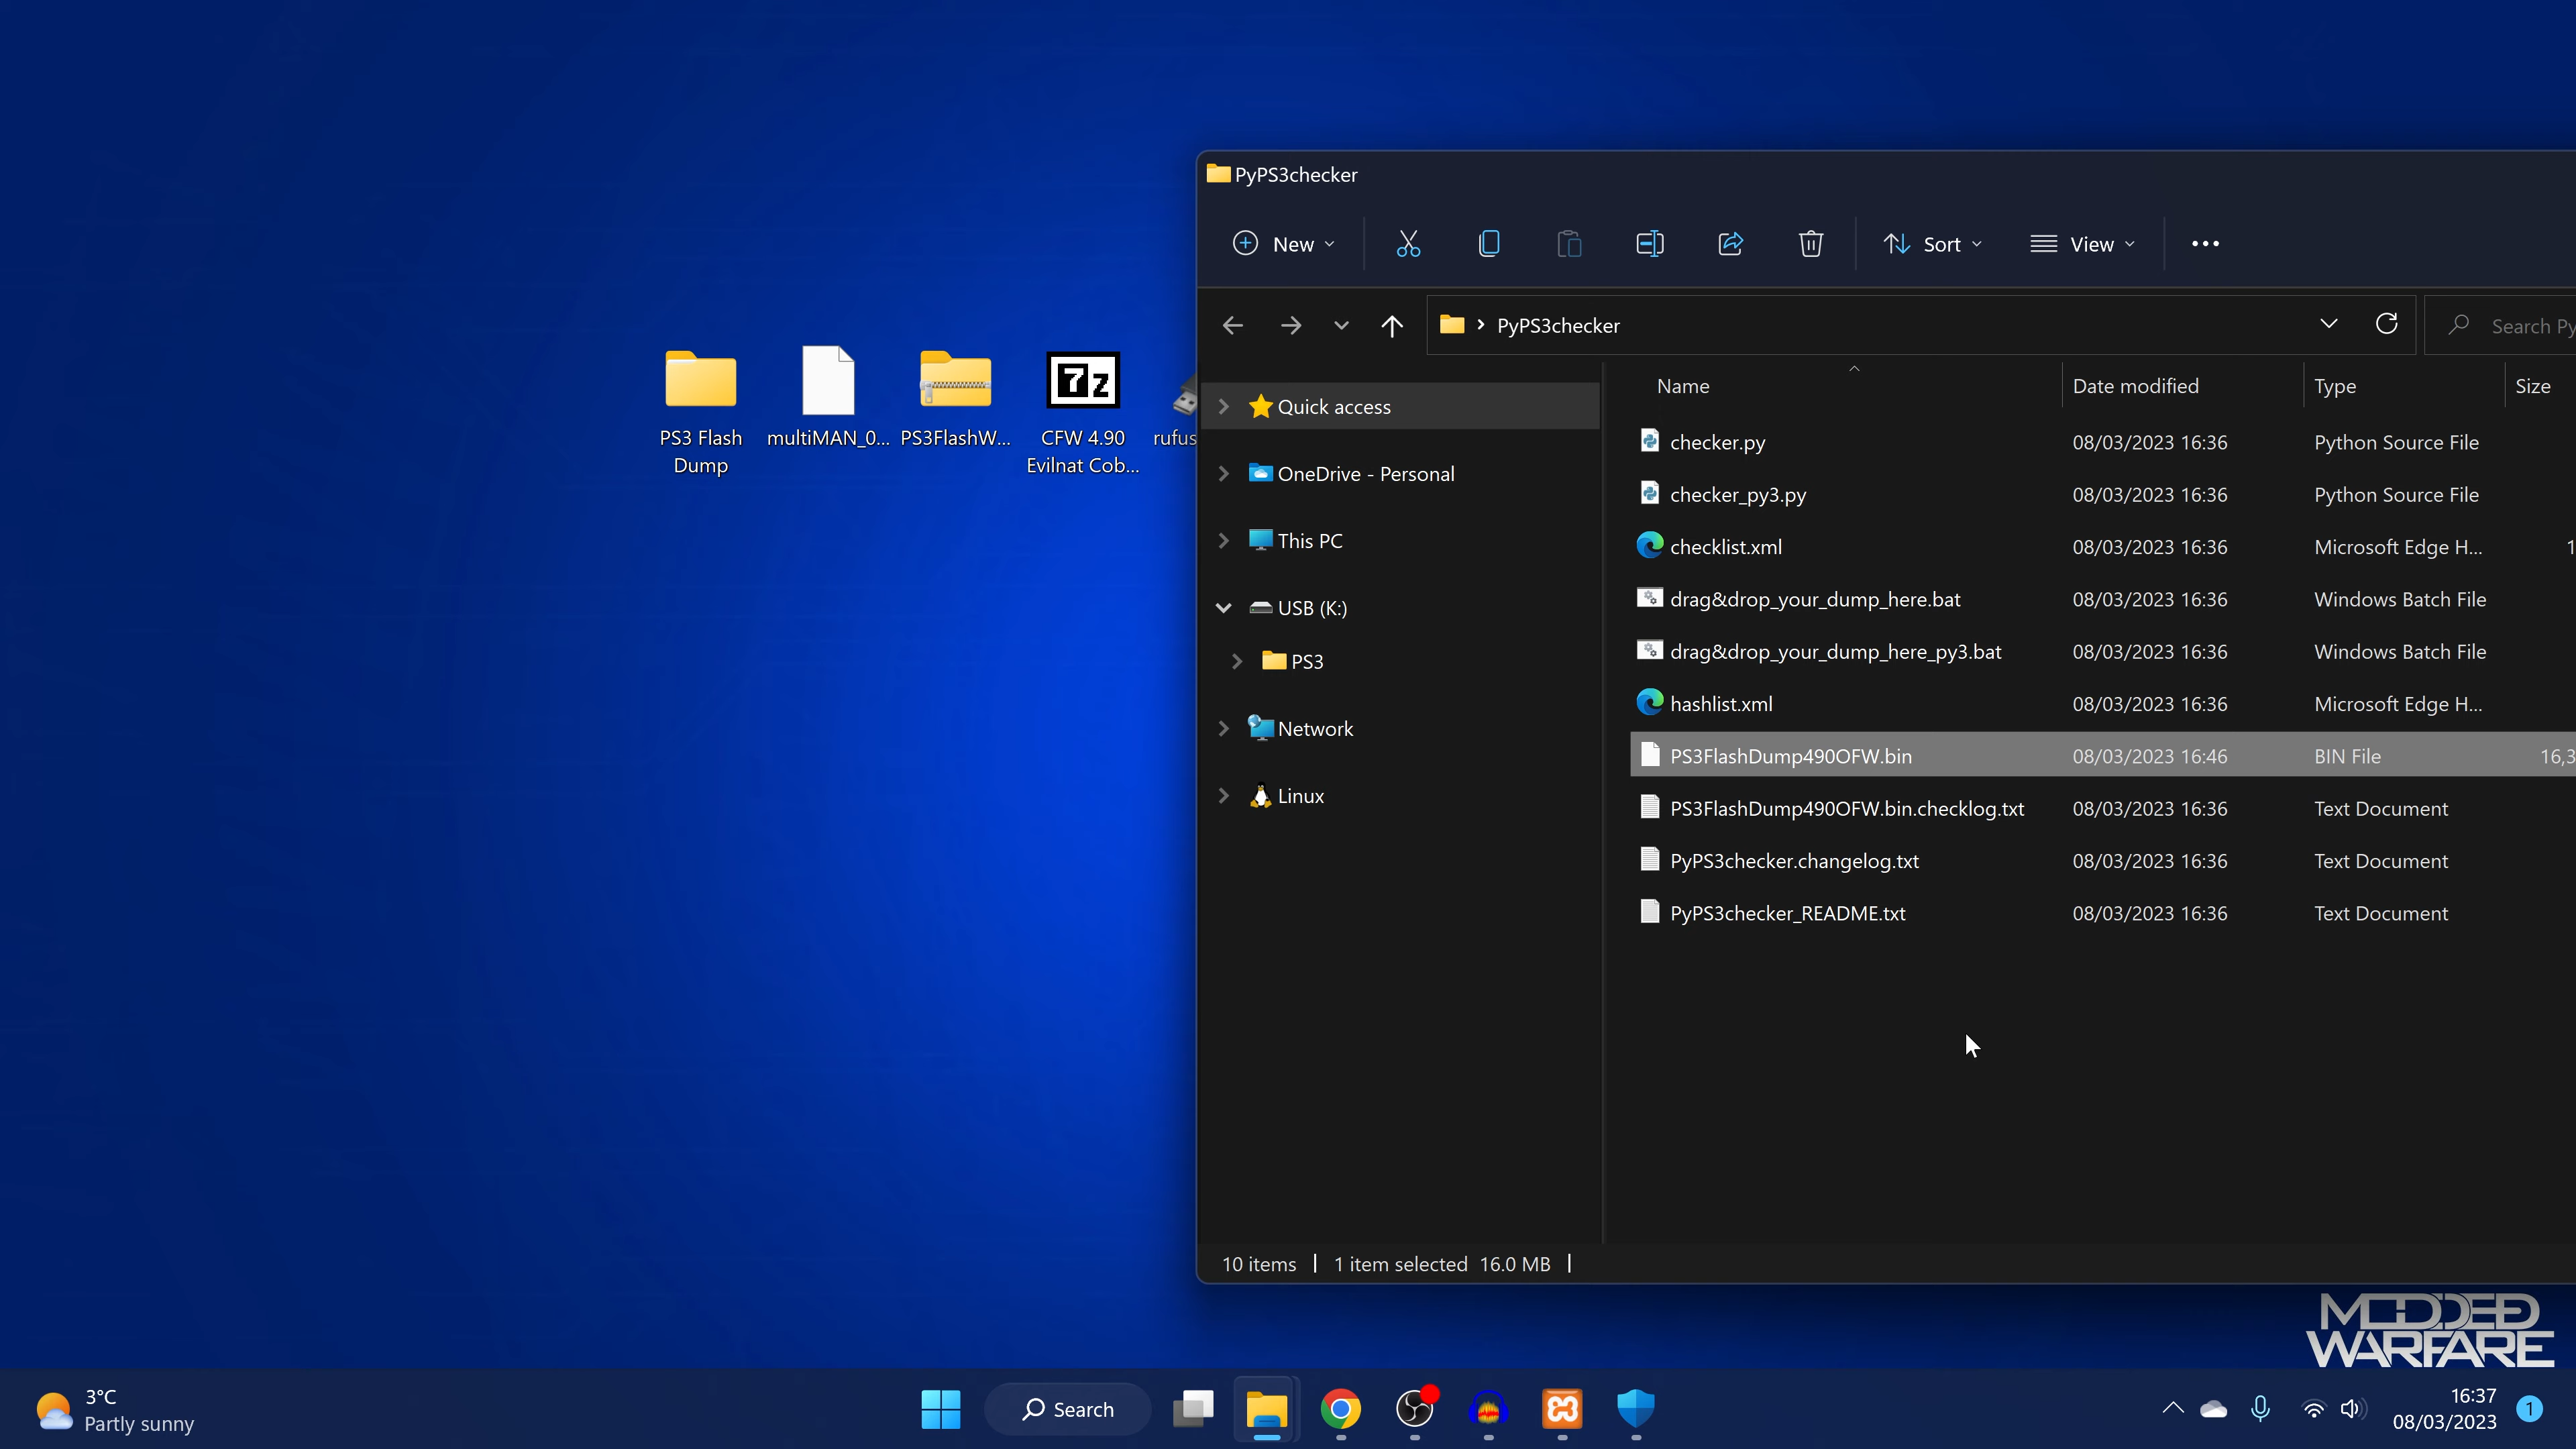 PyPS3checker
New
Sort
View
PyPS3checker
Search Py
Name
Date modified
Type
Size
Quick access
OneDrive - Personal
This PC
USB (K:)
PS3
Network
Linux
checker.py 08/03/2023 16:36 Python Source File
checker_py3.py 08/03/2023 16:36 Python Source File
checklist.xml 08/03/2023 16:36 Microsoft Edge H... 1
drag&drop_your_dump_here.bat 08/03/2023 16:36 Windows Batch File
drag&drop_your_dump_here_py3.bat 08/03/2023 16:36 Windows Batch File
hashlist.xml 08/03/2023 16:36 Microsoft Edge H...
PS3FlashDump490OFW.bin 08/03/2023 16:46 BIN File 16,3
PS3FlashDump490OFW.bin.checklog.txt 08/03/2023 16:36 Text Document
PyPS3checker.changelog.txt 08/03/2023 16:36 Text Document
PyPS3checker_README.txt 08/03/2023 16:36 Text Document
10 items 1 item selected 16.0 MB
PS3 Flash
Dump
multiMAN_0...
PS3FlashW...
7z
CFW 4.90
Evilnat Cob...
rufus
MODDED
WARFARE
3°C
Partly sunny
Search
16:37
08/03/2023
1